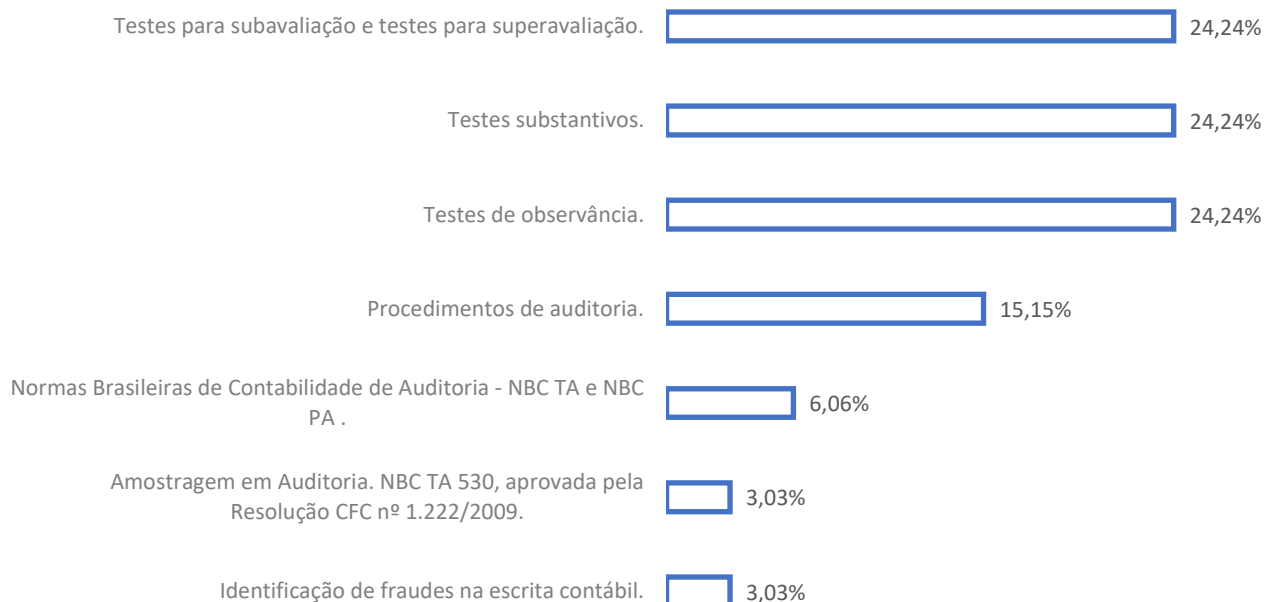 Testes para subavaliação e testes para superavaliação.
24,24%
Testes substantivos.
24,24%
Testes de observância.
24,24%
Procedimentos de auditoria.
15,15%
Normas Brasileiras de Contabilidade de Auditoria - NBC TA e NBC
PA .
6,06%
Amostragem em Auditoria. NBC TA 530, aprovada pela
Resolução CFC nº 1.222/2009.
3,03%
Identificação de fraudes na escrita contábil.
3,03%